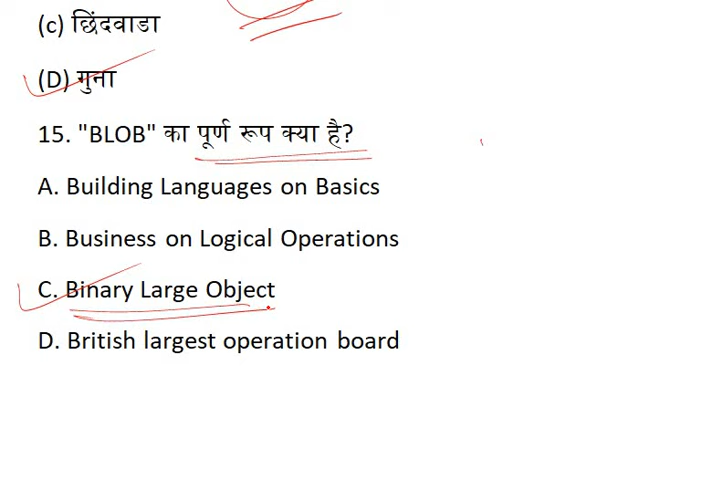 (c) छिंदवाडा
(D) गुना
15. "BLOB" का पूर्ण रूप क्या है?
A. Building Languages on Basics
B. Business on Logical Operations
C. Binary Large Object
D. British largest operation board